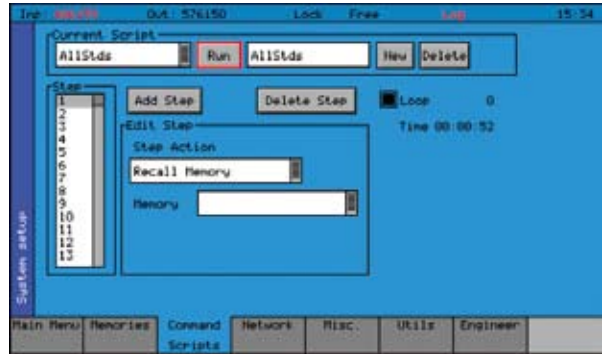 Inp: Out: 576i50 Lock Free 15:54
Current Script
AllStds Run AllStds New Delete
Step
Add Step Delete Step Loop 0
Edit Step Time 00:00:52
Step Action
Recall Memory
Memory
1
2
3
4
5
6
7
8
9
10
11
12
13
System setup
Main Menu Memories Command Scripts Network Misc. Utils Engineer